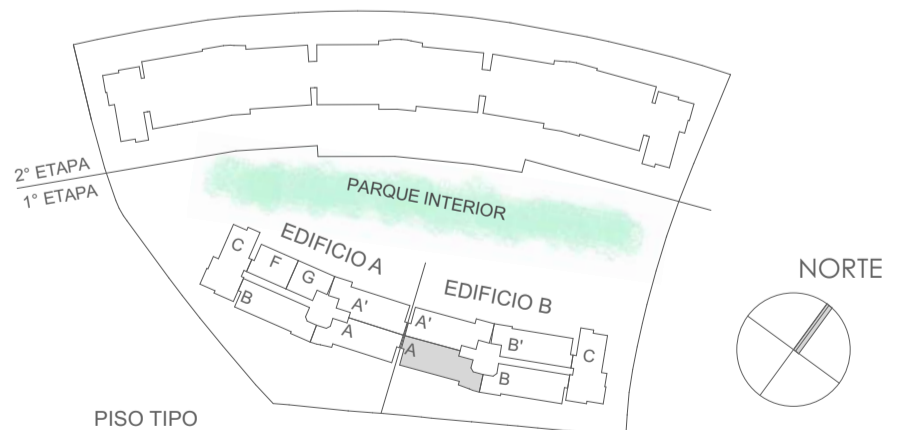 2° ETAPA
1° ETAPA
PARQUE INTERIOR
NORTE
EDIFICIO A
EDIFICIO B
C
F
G
B
A'
A
A'
A
B'
B
C
PISO TIPO